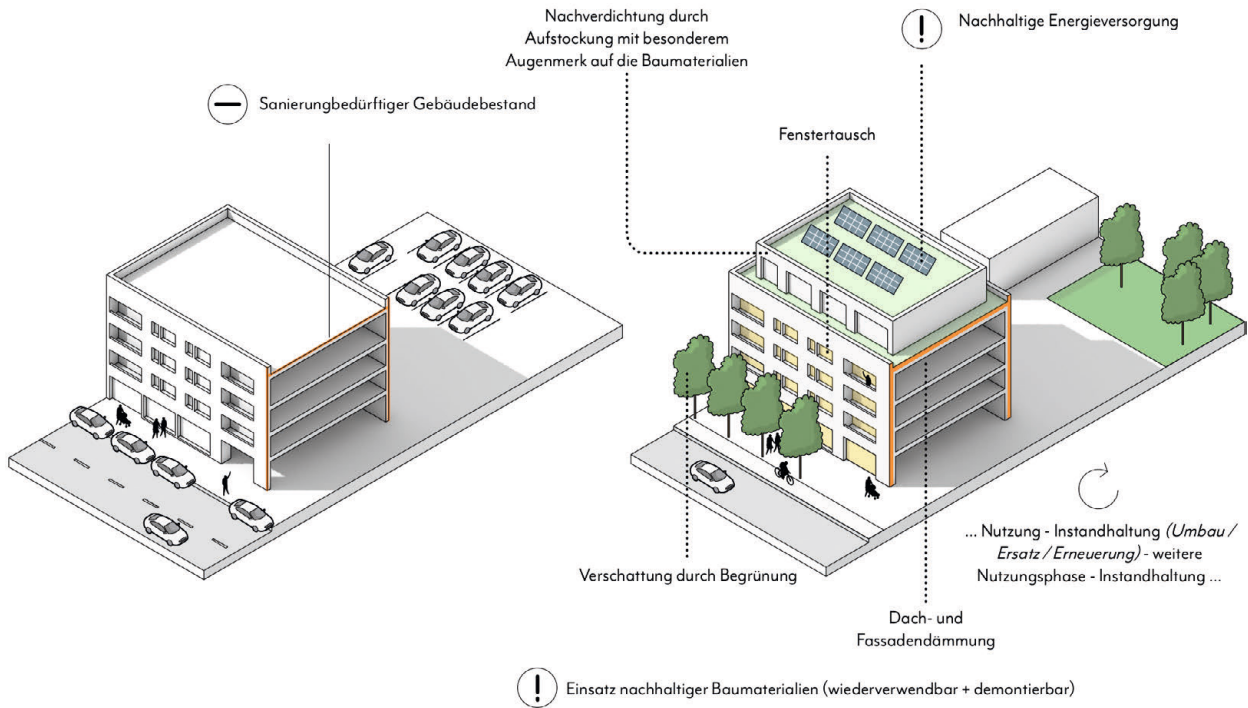 Nachverdichtung durch
Aufstockung mit besonderem
Augenmerk auf die Baumaterialien
! Nachhaltige Energieversorgung
Sanierungbedürftiger Gebäudebestand
Fenstertausch
... Nutzung - Instandhaltung (Umbau /
Ersatz / Erneuerung) - weitere
Nutzungsphase - Instandhaltung ...
Verschattung durch Begrünung
Dach- und
Fassadendämmung
! Einsatz nachhaltiger Baumaterialien (wiederverwendbar + demontierbar)